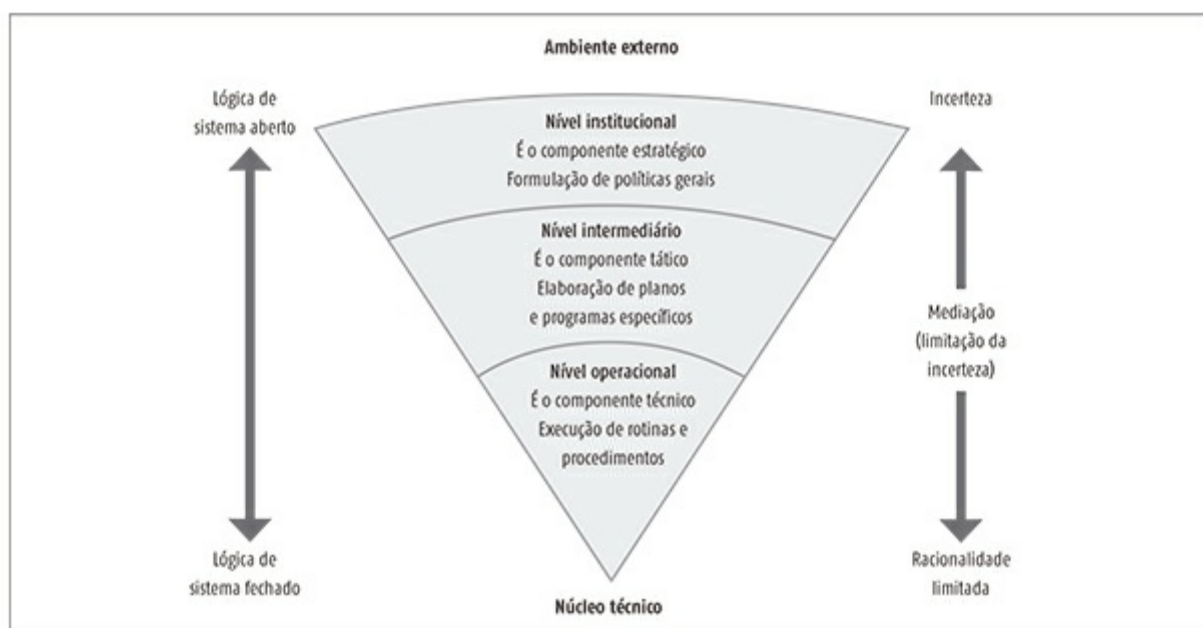 Ambiente externo
Lógica de
sistema aberto
Incerteza
Nível institucional
É o componente estratégico
Formulação de políticas gerais
Nível intermediário
É o componente tático
Elaboração de planos
e programas específicos
Mediação
(limitação da
incerteza)
Nível operacional
É o componente técnico
Execução de rotinas e
procedimentos
Lógica de
sistema fechado
Racionalidade
limitada
Núcleo técnico